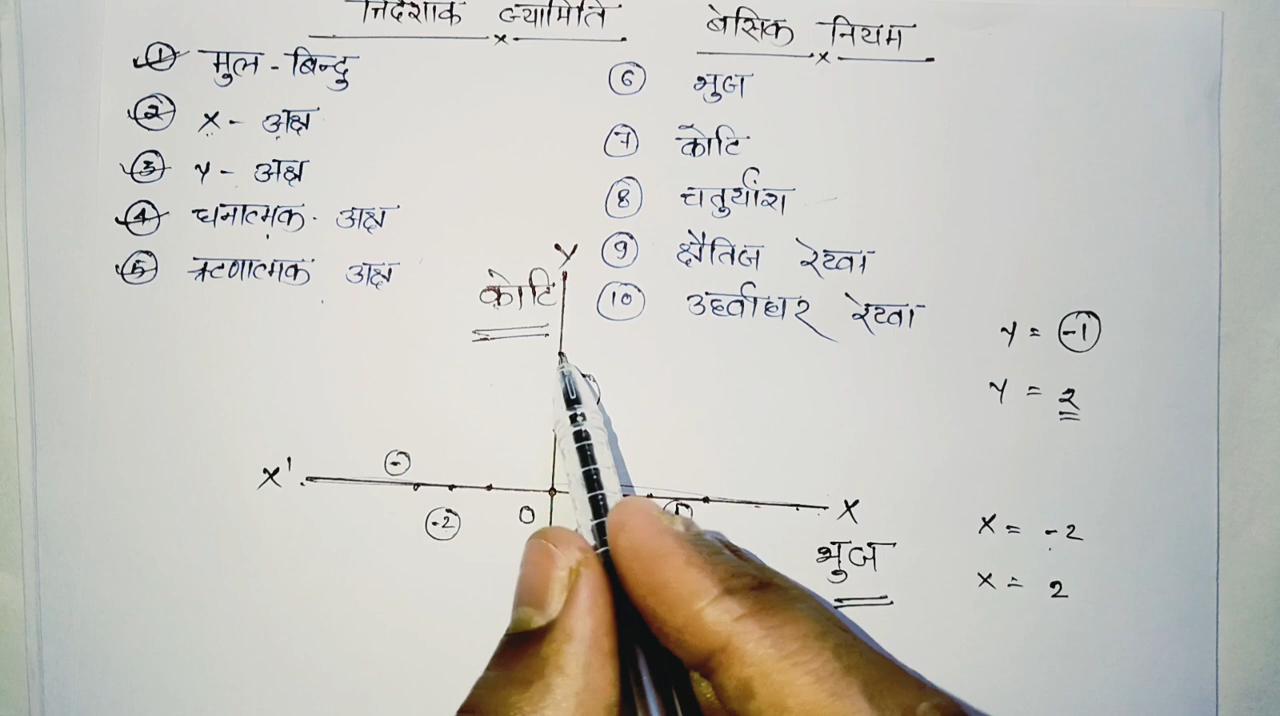 निर्देशांक ज्यामिति
बेसिक नियम
① मुल - बिन्दु
② x - अक्ष
③ y - अक्ष
④ धनात्मक - अक्ष
⑤ ऋणात्मक अक्ष
⑥ भुज
⑦ कोटि
⑧ चतुर्थांश
⑨ क्षैतिज रेखा
⑩ उर्ध्वाधर रेखा
Y
कोटि
y = -1
y = 2
X'
-
X
-2
O
भुज
x = -2
x = 2